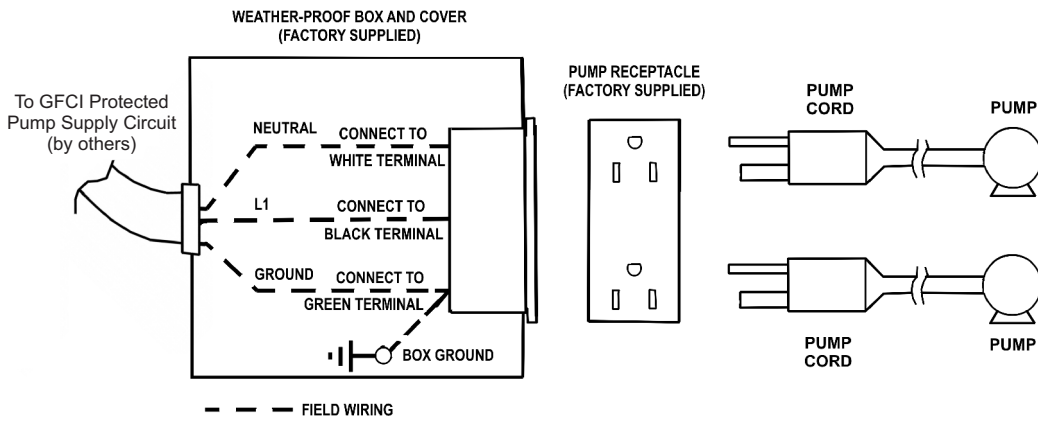 WEATHER-PROOF BOX AND COVER
(FACTORY SUPPLIED)
To GFCI Protected
Pump Supply Circuit
(by others)
NEUTRAL
CONNECT TO
WHITE TERMINAL
L1
CONNECT TO
BLACK TERMINAL
GROUND
CONNECT TO
GREEN TERMINAL
BOX GROUND
FIELD WIRING
PUMP RECEPTACLE
(FACTORY SUPPLIED)
PUMP
CORD
PUMP
PUMP
CORD
PUMP